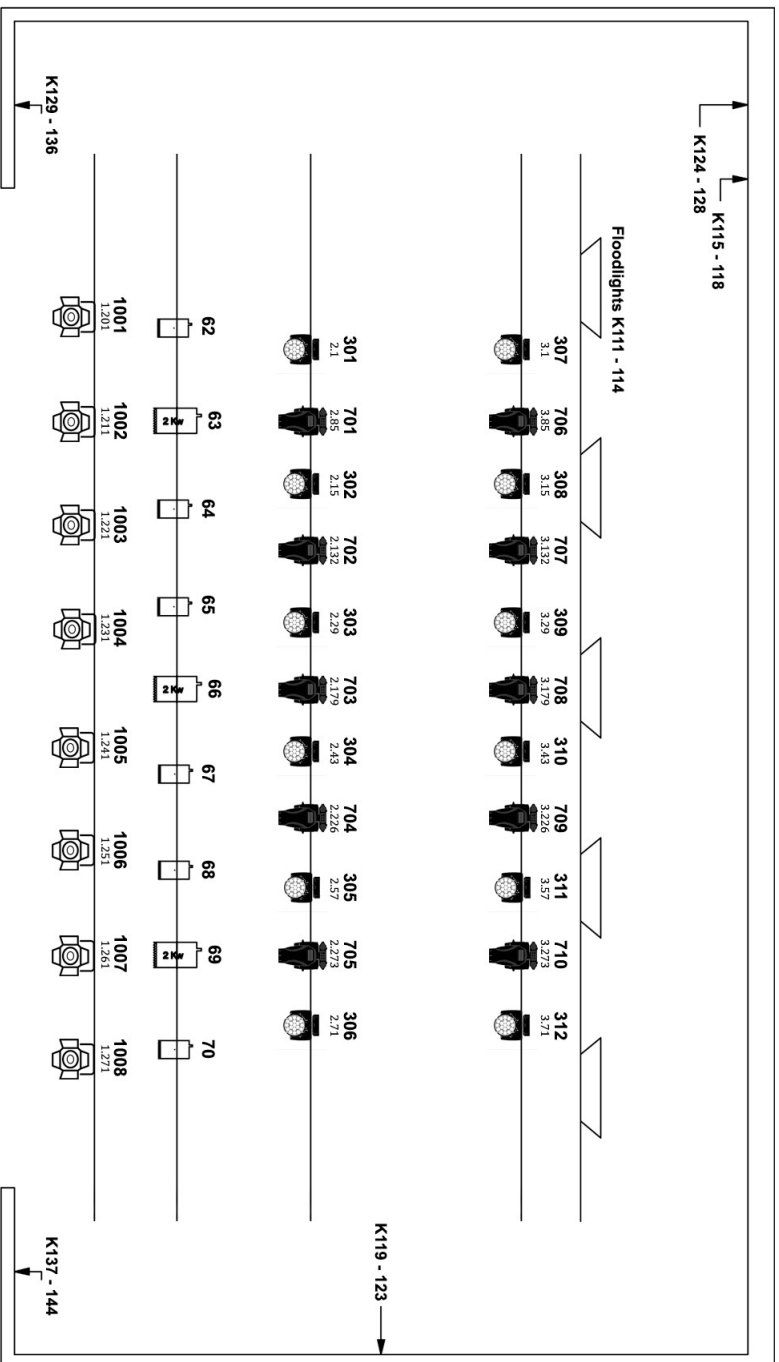 K115 - 118
K124 - 128
Floodlights K111 - 114
307 706 308 707 309 708 310 709 311 710 312
3.1 3.85 3.15 3.132 3.29 3.179 3.43 3.226 3.57 3.273 3.71
K119 - 123
301 701 302 702 303 703 304 704 305 705 306
2.1 2.85 2.15 2.132 2.29 2.179 2.43 2.226 2.57 2.273 2.71
62 63 64 65 66 67 68 69 70
2 Kw 2 Kw 2 Kw
1001 1002 1003 1004 1005 1006 1007 1008
1.201 1.211 1.221 1.231 1.241 1.251 1.261 1.271
K129 - 136
K137 - 144